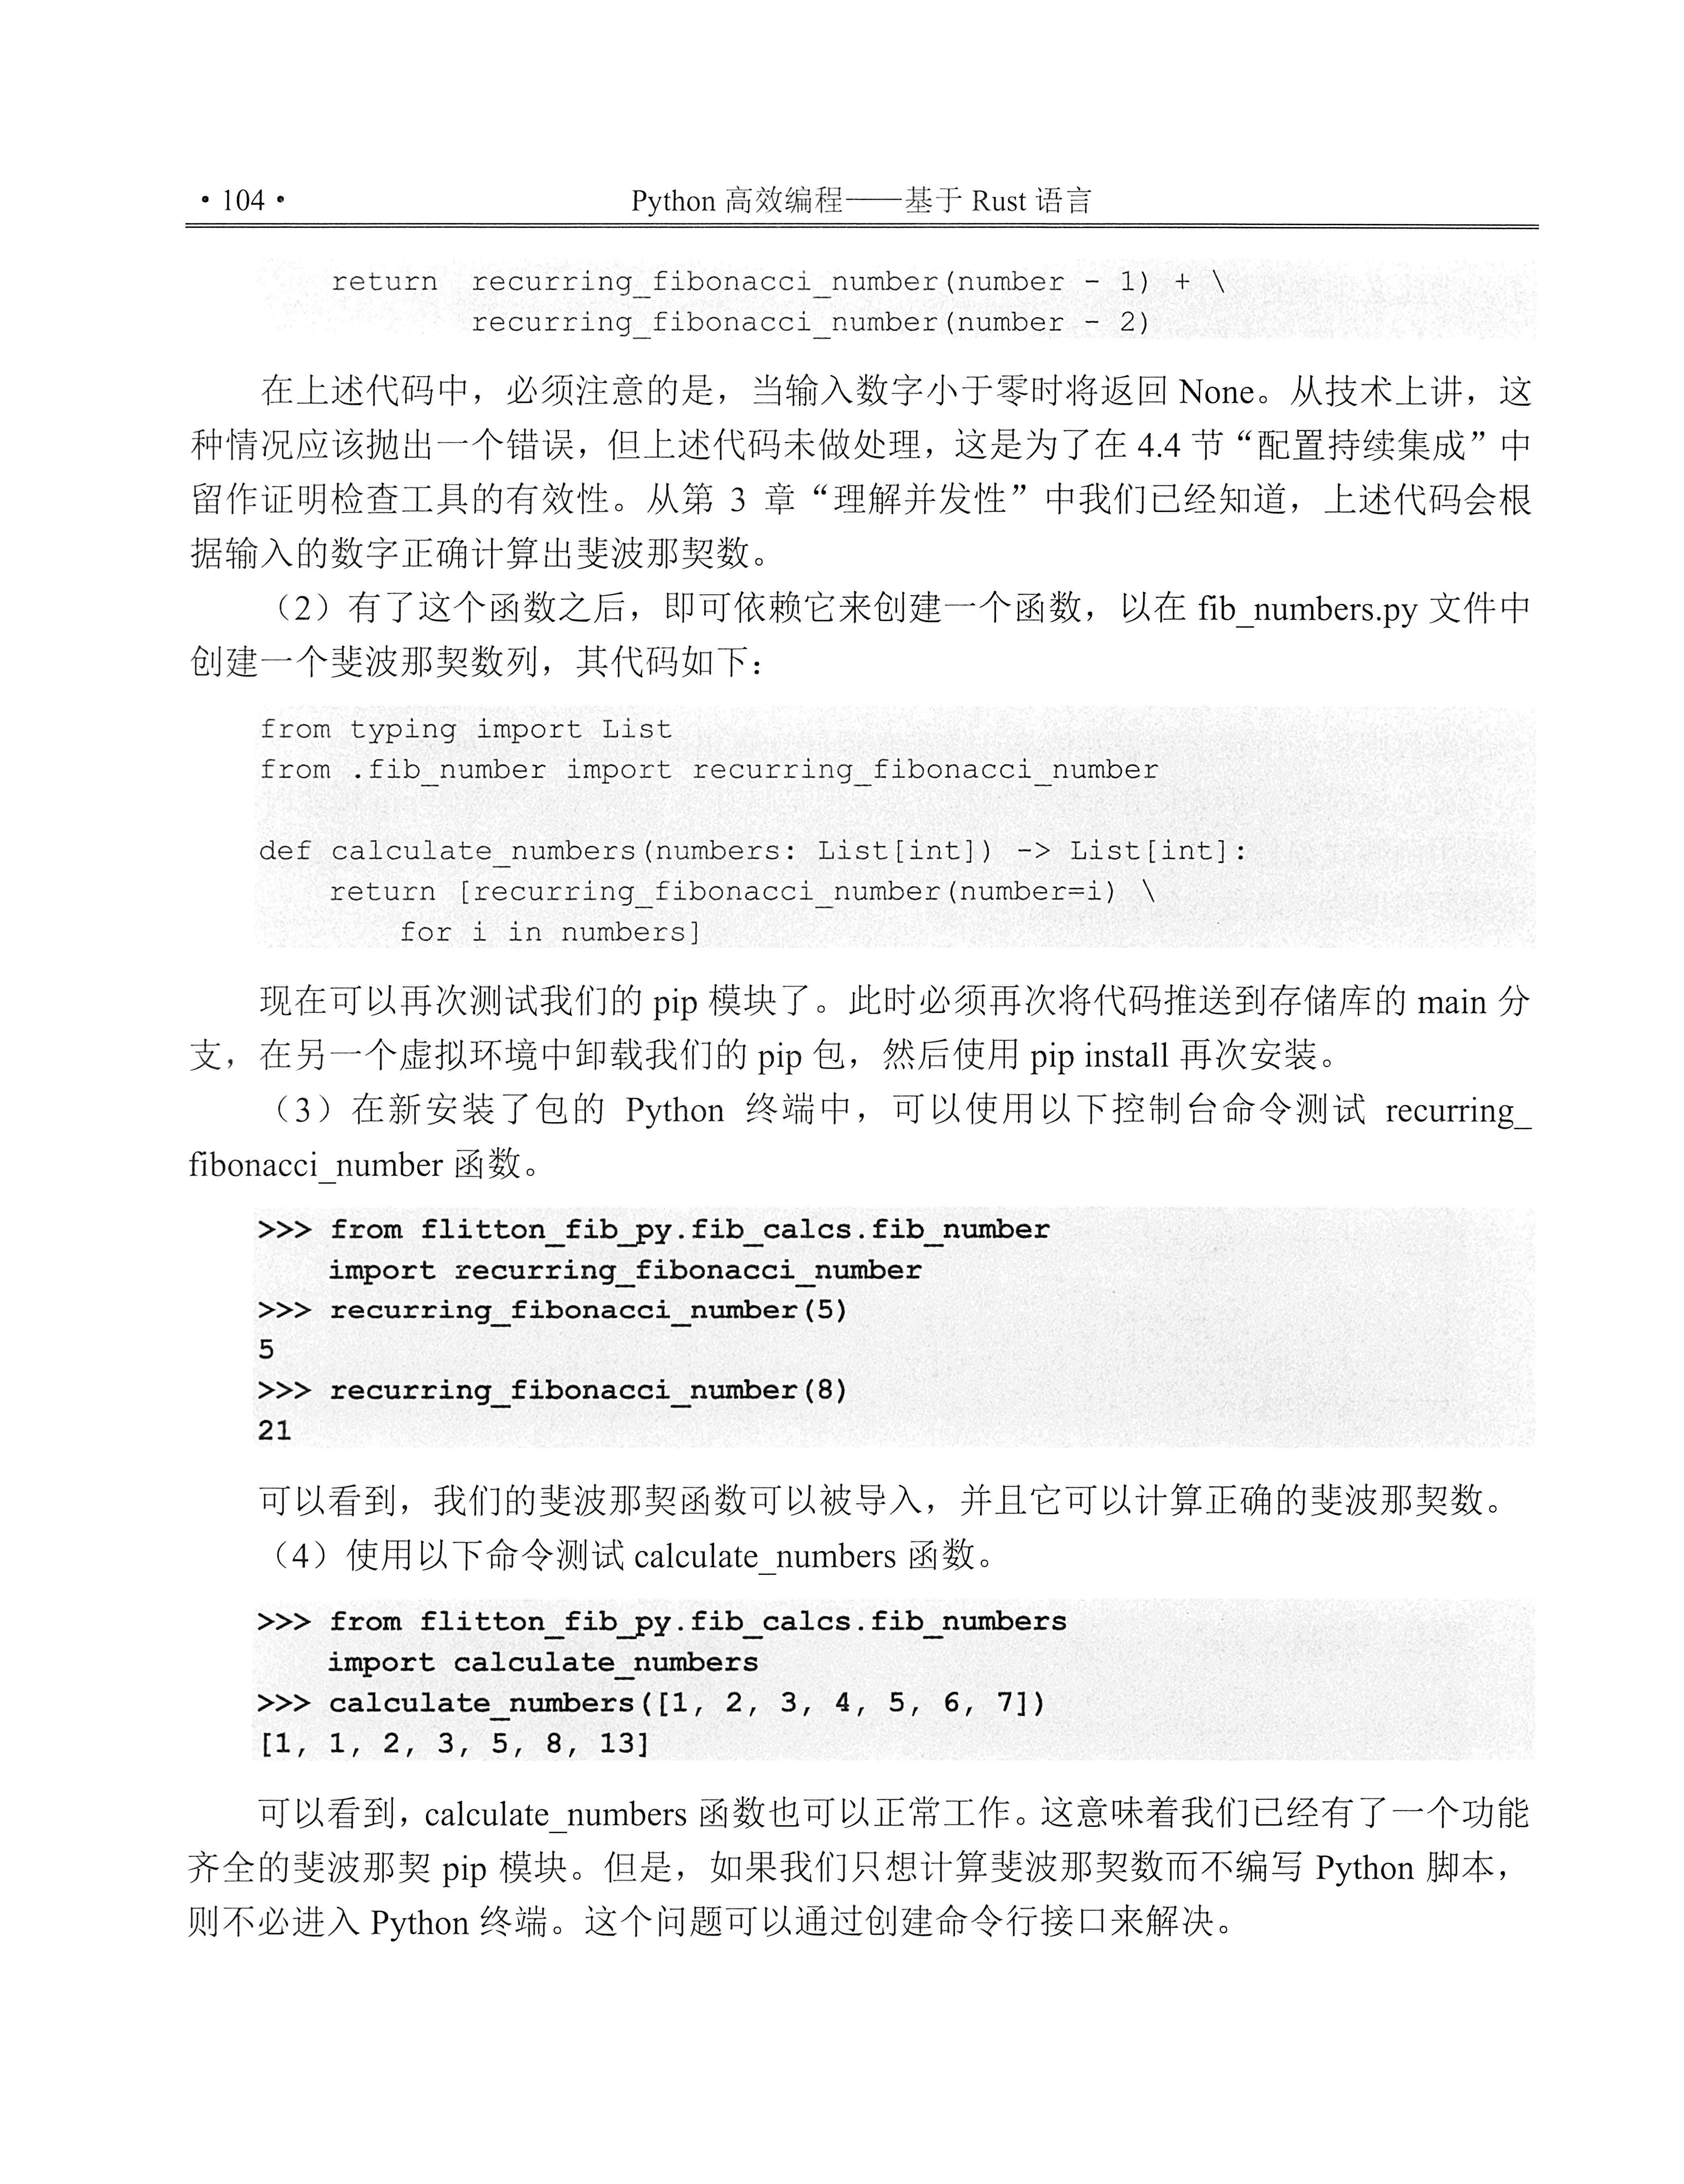 • 104 •
Python 高效编程——基于 Rust 语言
return  recurring_fibonacci_number(number - 1) + \
recurring_fibonacci_number(number - 2)
在上述代码中，必须注意的是，当输入数字小于零时将返回 None。从技术上讲，这
种情况应该抛出一个错误，但上述代码未做处理，这是为了在 4.4 节“配置持续集成”中
留作证明检查工具的有效性。从第 3 章“理解并发性”中我们已经知道，上述代码会根
据输入的数字正确计算出斐波那契数。
（2）有了这个函数之后，即可依赖它来创建一个函数，以在 fib_numbers.py 文件中
创建一个斐波那契数列，其代码如下：
from typing import List
from .fib_number import recurring_fibonacci_number
def calculate_numbers(numbers: List[int]) -> List[int]:
return [recurring_fibonacci_number(number=i) \
for i in numbers]
现在可以再次测试我们的 pip 模块了。此时必须再次将代码推送到存储库的 main 分
支，在另一个虚拟环境中卸载我们的 pip 包，然后使用 pip install 再次安装。
（3）在新安装了包的 Python 终端中，可以使用以下控制台命令测试 recurring_
fibonacci_number 函数。
>>> from flitton_fib_py.fib_calcs.fib_number
import recurring_fibonacci_number
>>> recurring_fibonacci_number(5)
5
>>> recurring_fibonacci_number(8)
21
可以看到，我们的斐波那契函数可以被导入，并且它可以计算正确的斐波那契数。
（4）使用以下命令测试 calculate_numbers 函数。
>>> from flitton_fib_py.fib_calcs.fib_numbers
import calculate_numbers
>>> calculate_numbers([1, 2, 3, 4, 5, 6, 7])
[1, 1, 2, 3, 5, 8, 13]
可以看到，calculate_numbers 函数也可以正常工作。这意味着我们已经有了一个功能
齐全的斐波那契 pip 模块。但是，如果我们只想计算斐波那契数而不编写 Python 脚本，
则不必进入 Python 终端。这个问题可以通过创建命令行接口来解决。